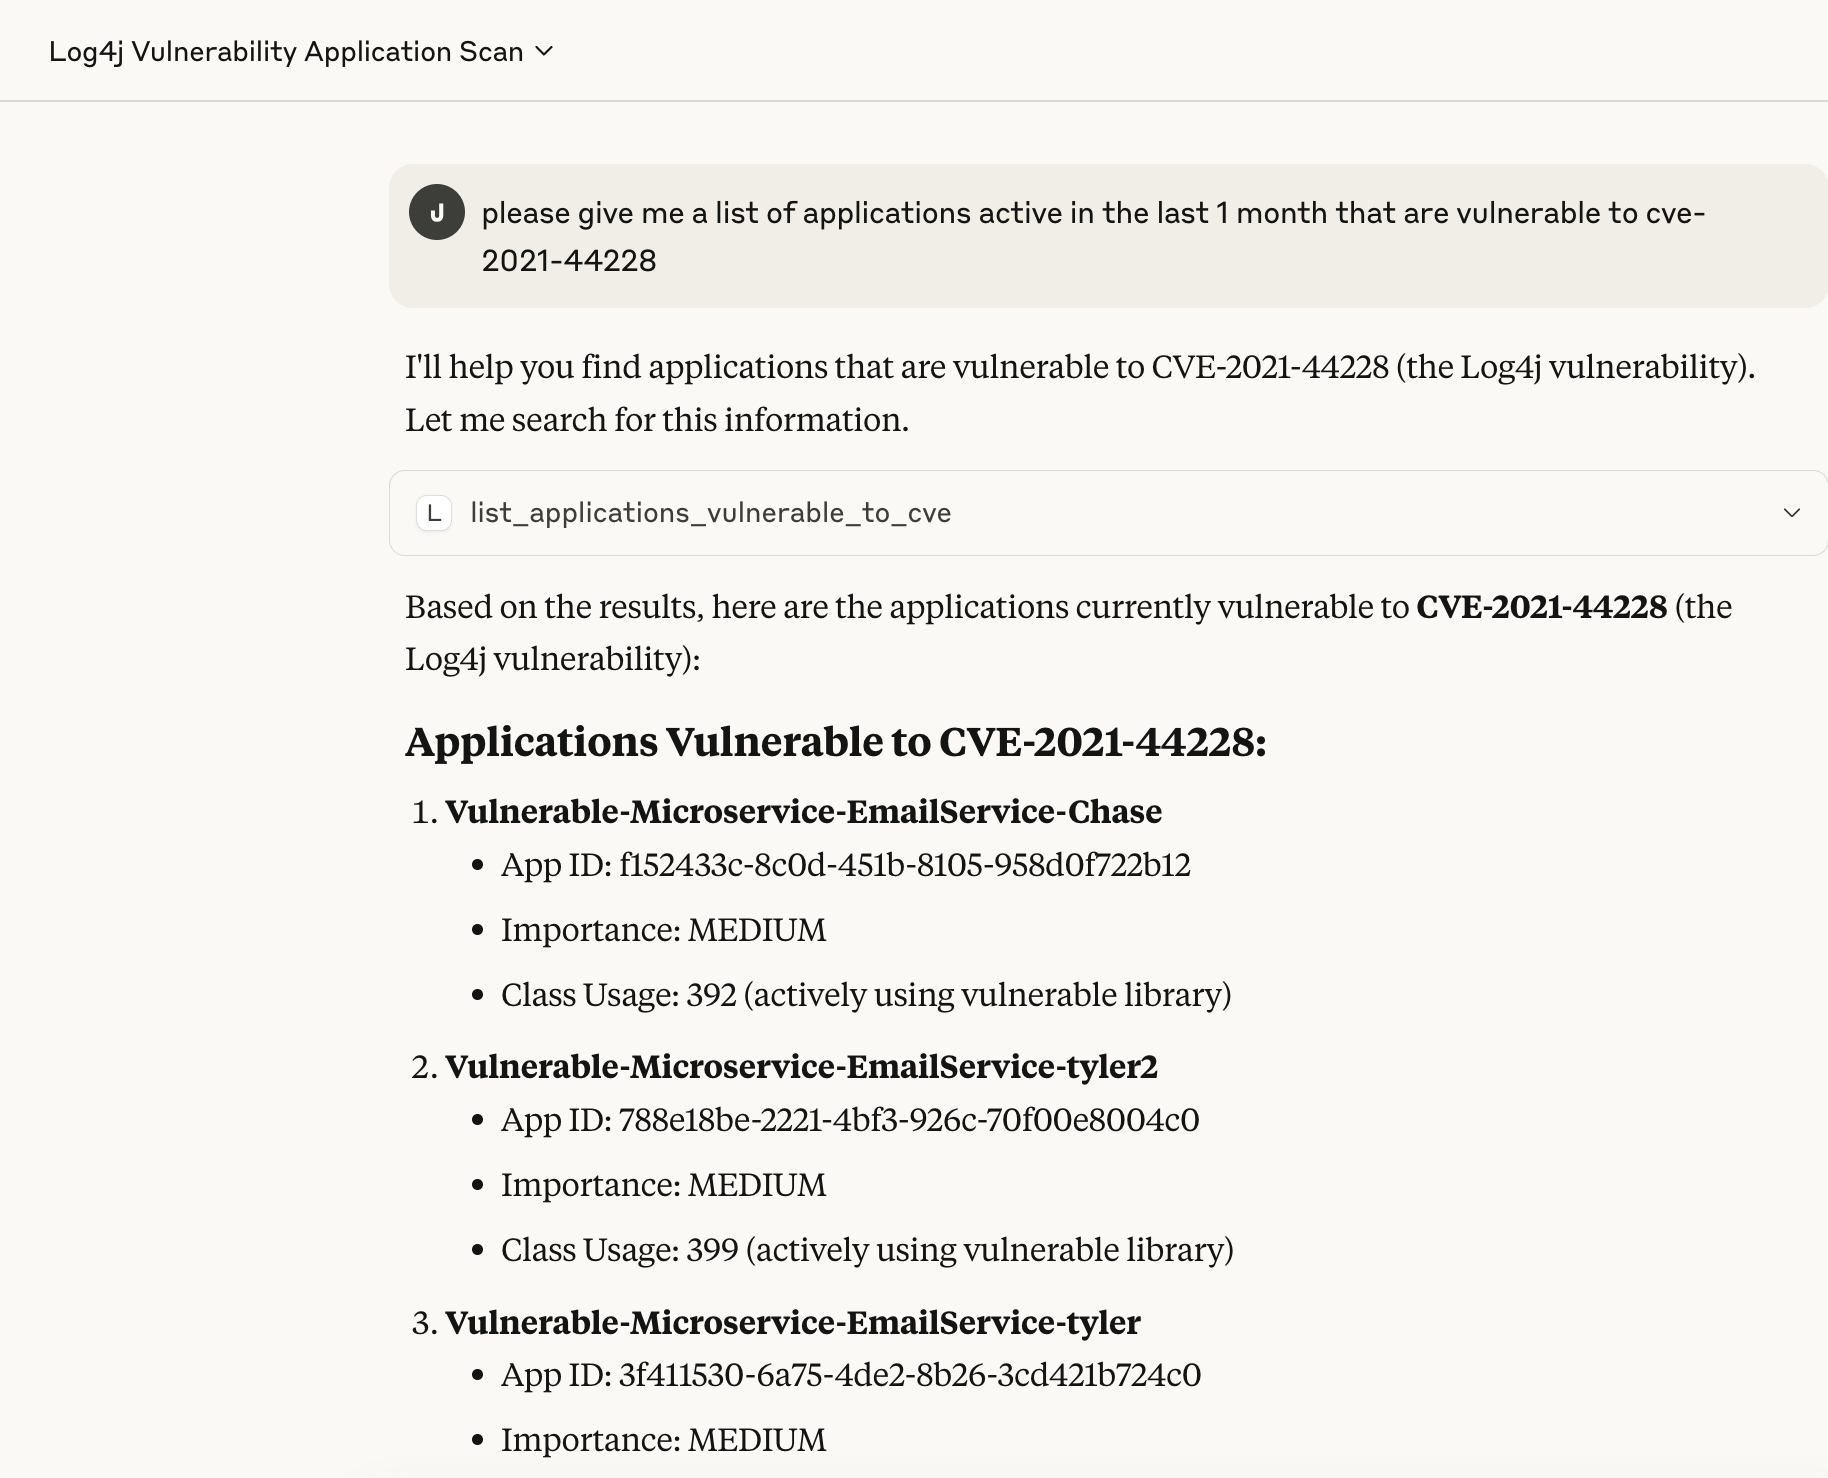 Log4j Vulnerability Application Scan
J
please give me a list of applications active in the last 1 month that are vulnerable to cve-
2021-44228
I'll help you find applications that are vulnerable to CVE-2021-44228 (the Log4j vulnerability).
Let me search for this information.
L list_applications_vulnerable_to_cve
Based on the results, here are the applications currently vulnerable to CVE-2021-44228 (the
Log4j vulnerability):
Applications Vulnerable to CVE-2021-44228:
1. Vulnerable-Microservice-EmailService-Chase
• App ID: f152433c-8c0d-451b-8105-958d0f722b12
• Importance: MEDIUM
• Class Usage: 392 (actively using vulnerable library)
2. Vulnerable-Microservice-EmailService-tyler2
• App ID: 788e18be-2221-4bf3-926c-70f00e8004c0
• Importance: MEDIUM
• Class Usage: 399 (actively using vulnerable library)
3. Vulnerable-Microservice-EmailService-tyler
• App ID: 3f411530-6a75-4de2-8b26-3cd421b724c0
• Importance: MEDIUM